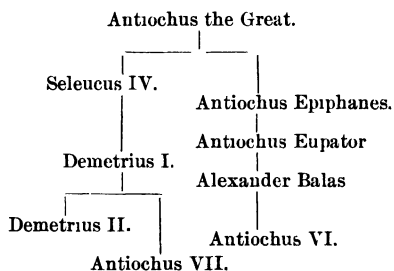 Antiochus the Great.
Seleucus IV.
Antiochus Epiphanes.
Antiochus Eupator
Demetrius I.
Alexander Balas
Demetrius II.
Antiochus VI.
Antiochus VII.